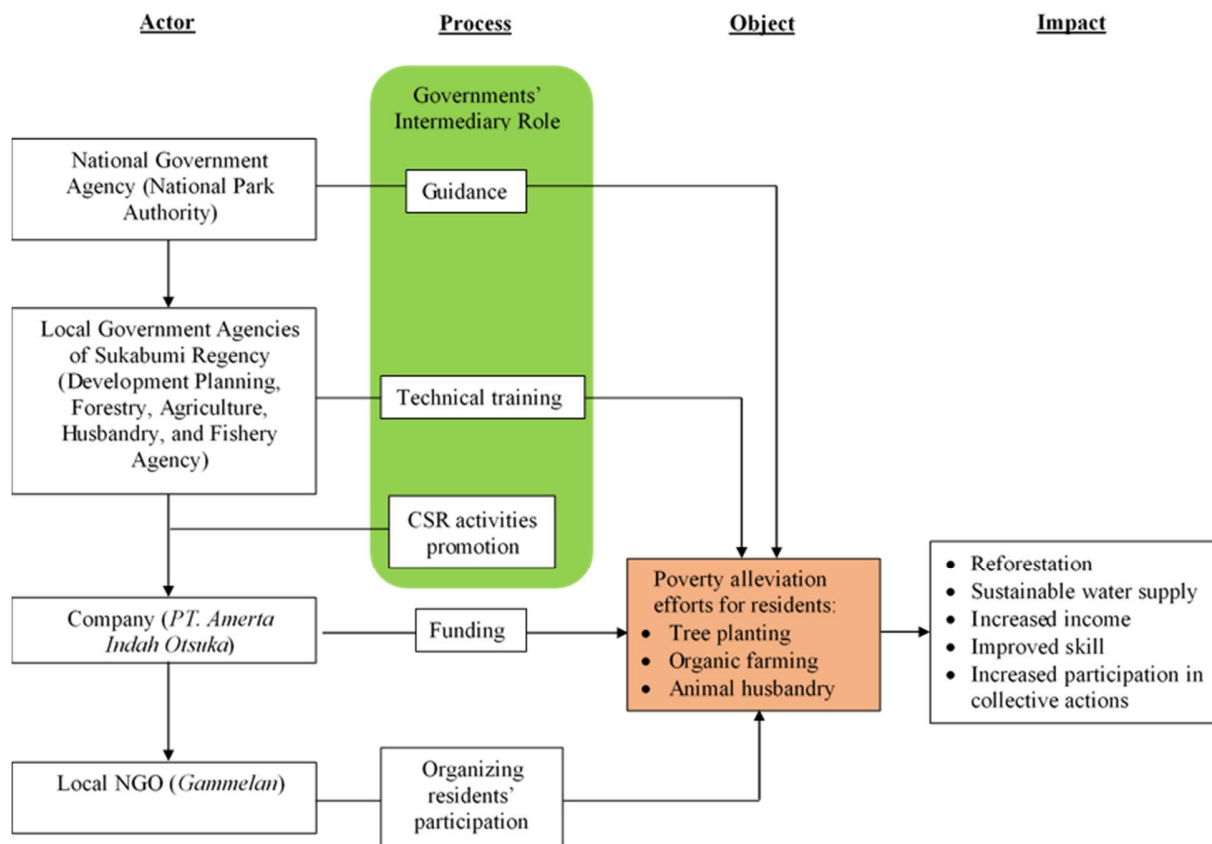 Actor
Process
Object
Impact
Governments’
Intermediary Role
National Government
Agency (National Park
Authority)
Guidance
Local Government Agencies
of Sukabumi Regency
(Development Planning,
Forestry, Agriculture,
Husbandry, and Fishery
Agency)
Technical training
CSR activities
promotion
Company (PT. Amerta
Indah Otsuka)
Funding
Poverty alleviation
efforts for residents:
• Tree planting
• Organic farming
• Animal husbandry
• Reforestation
• Sustainable water supply
• Increased income
• Improved skill
• Increased participation in
collective actions
Local NGO (Gammelan)
Organizing
residents’
participation